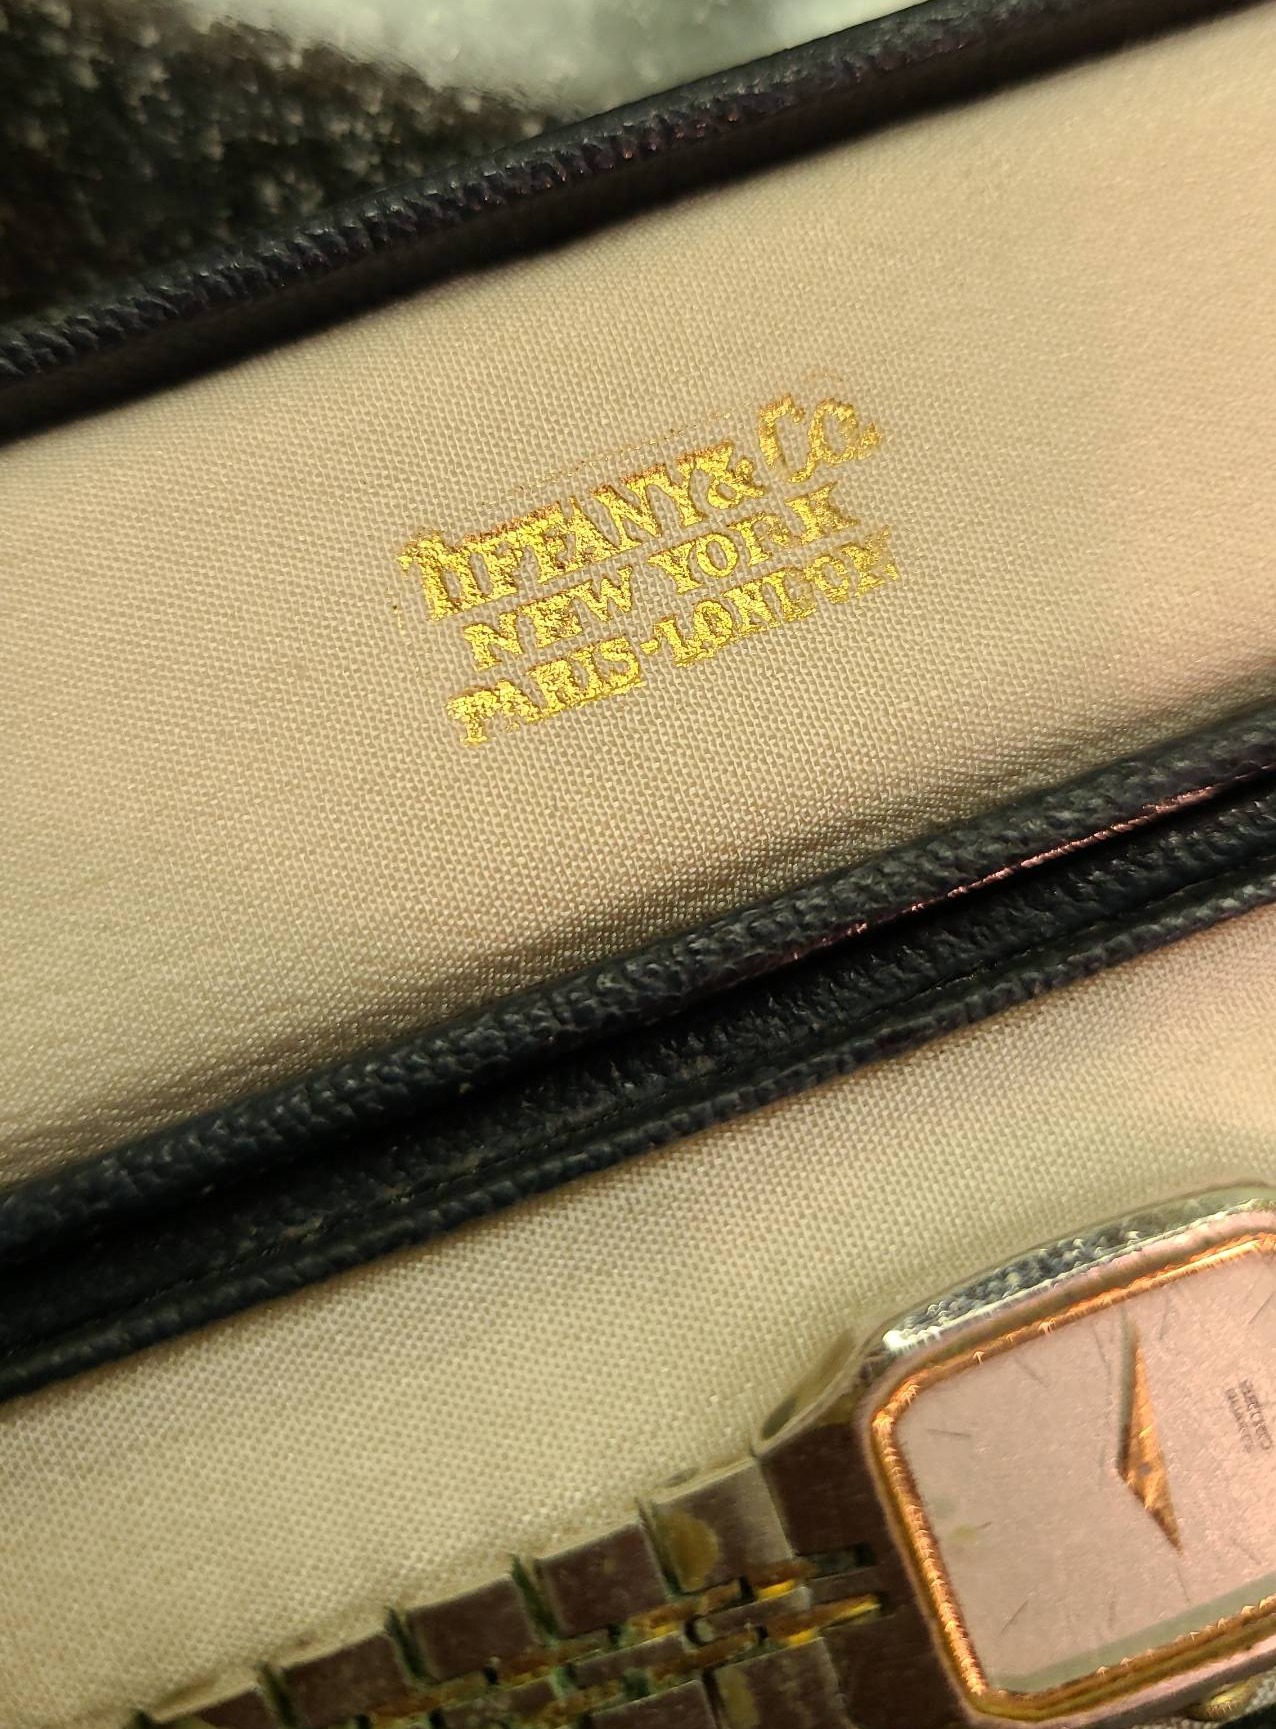 TIFFANY & Co.
NEW YORK
PARIS-LONDON